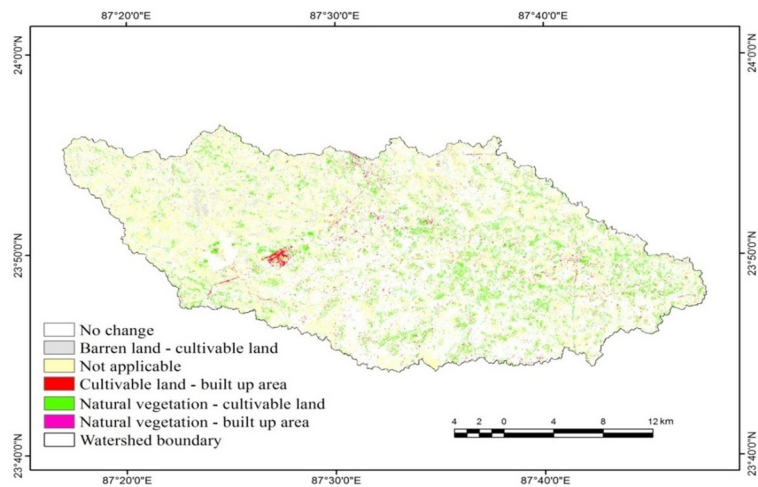 87°20'0"E 87°30'0"E 87°40'0"E
24°0'0"N 24°0'0"N
23°50'0"N 23°50'0"N
No change
Barren land - cultivable land
Not applicable
Cultivable land - built up area
Natural vegetation - cultivable land
Natural vegetation - built up area
Watershed boundary
4 2 0 4 8 12 km
23°40'0"N 23°40'0"N
87°20'0"E 87°30'0"E 87°40'0"E